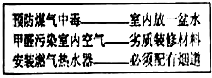 预防煤气中毒——室内放一盆水
甲醛污染室内空气——劣质装修材料
安装燃气热水器——必须配有烟道